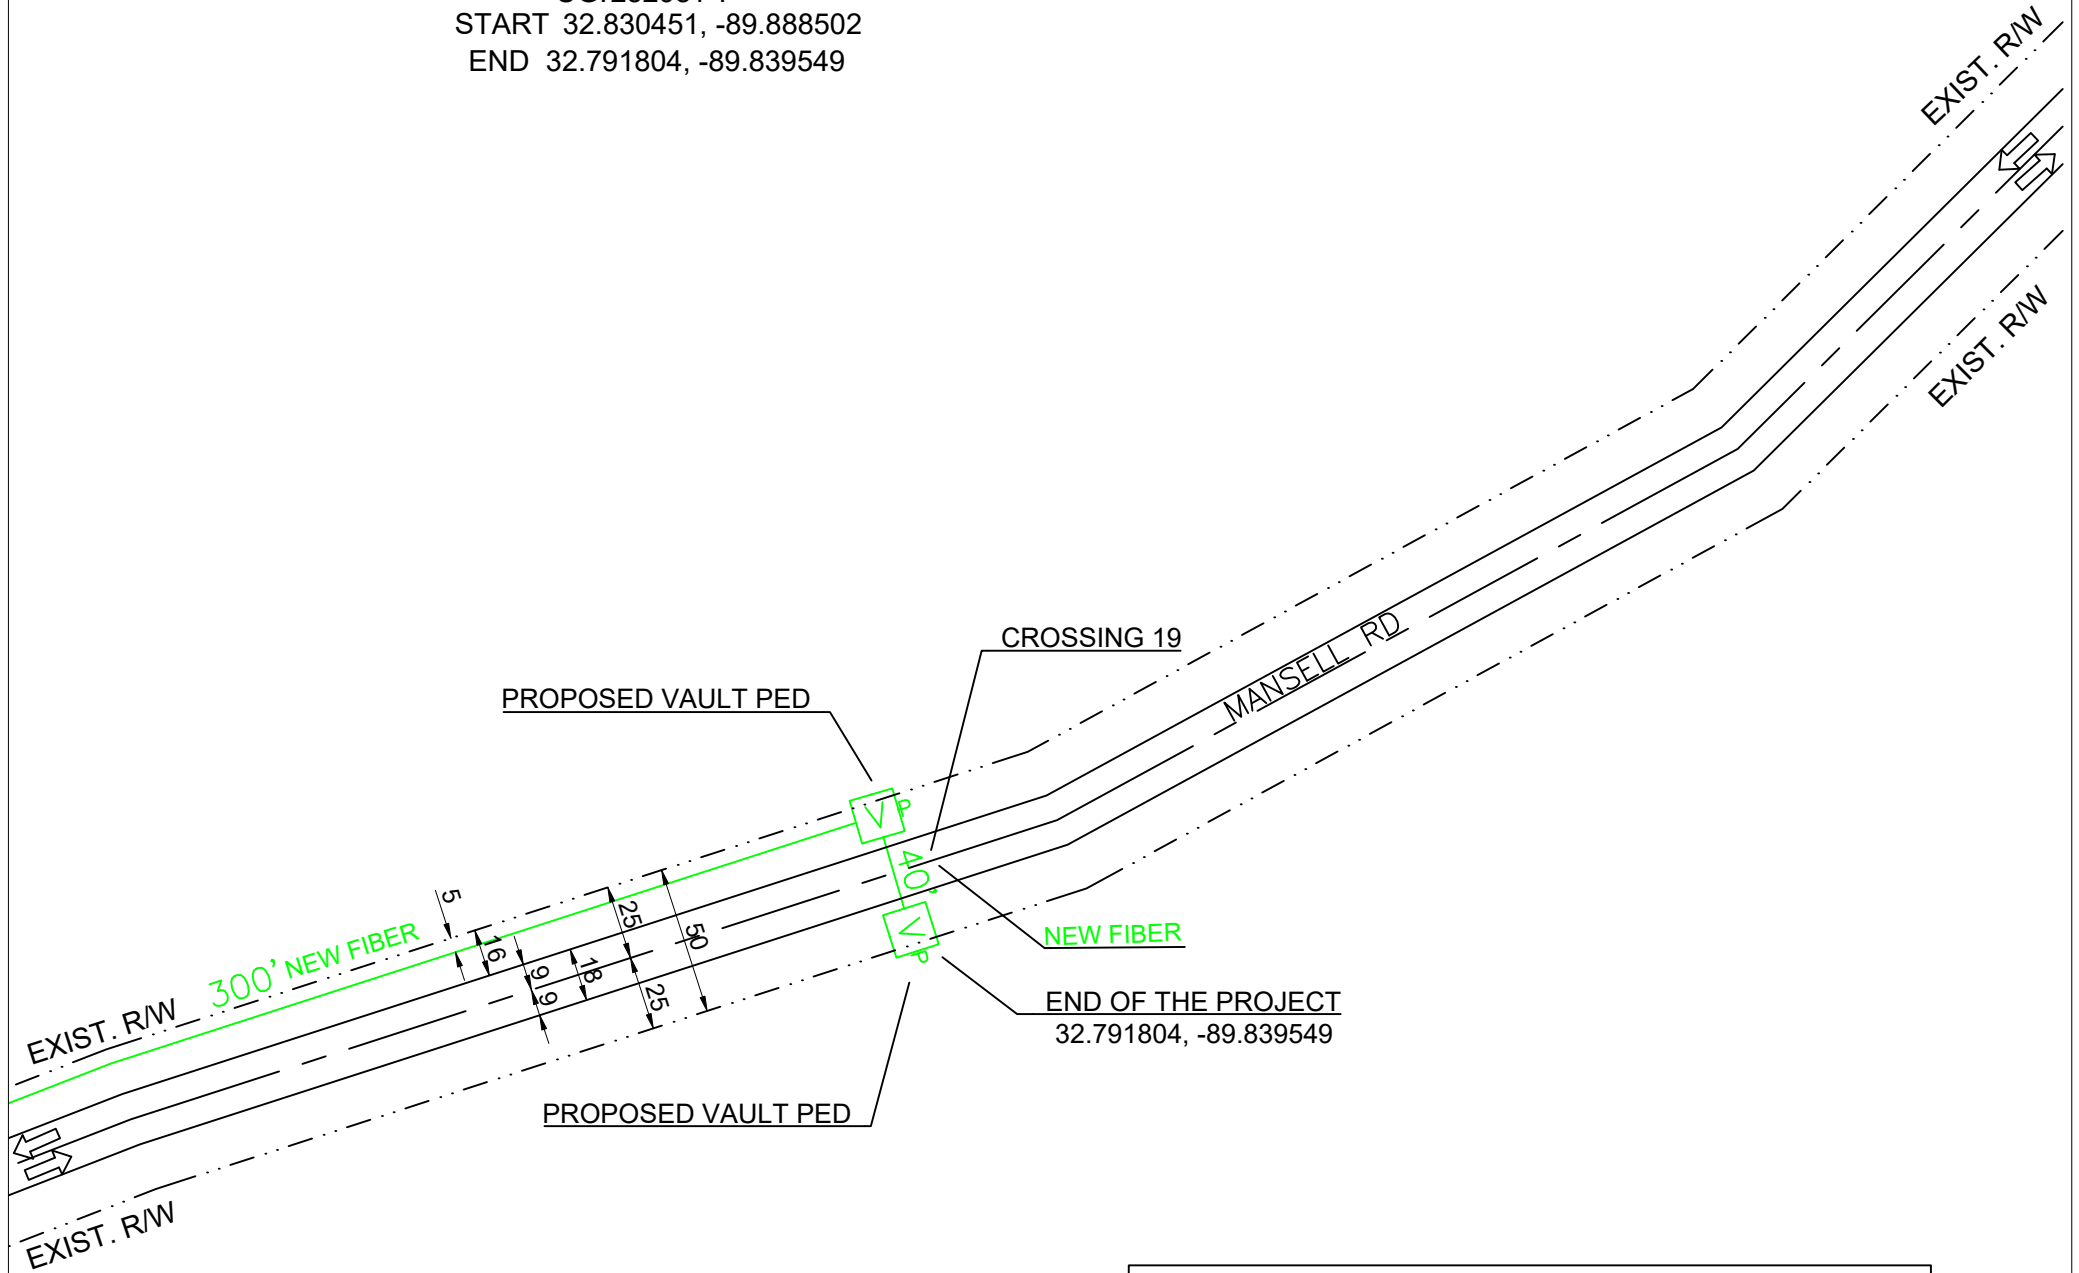 START 32.830451, -89.888502
END 32.791804, -89.839549
EXIST. R/W
EXIST. R/W
CROSSING 19
MANSELL RD
PROPOSED VAULT PED
V P
40'
V P
5
16
9
9
18
25
25
50
300' NEW FIBER
NEW FIBER
EXIST. R/W
END OF THE PROJECT
32.791804, -89.839549
PROPOSED VAULT PED
EXIST. R/W